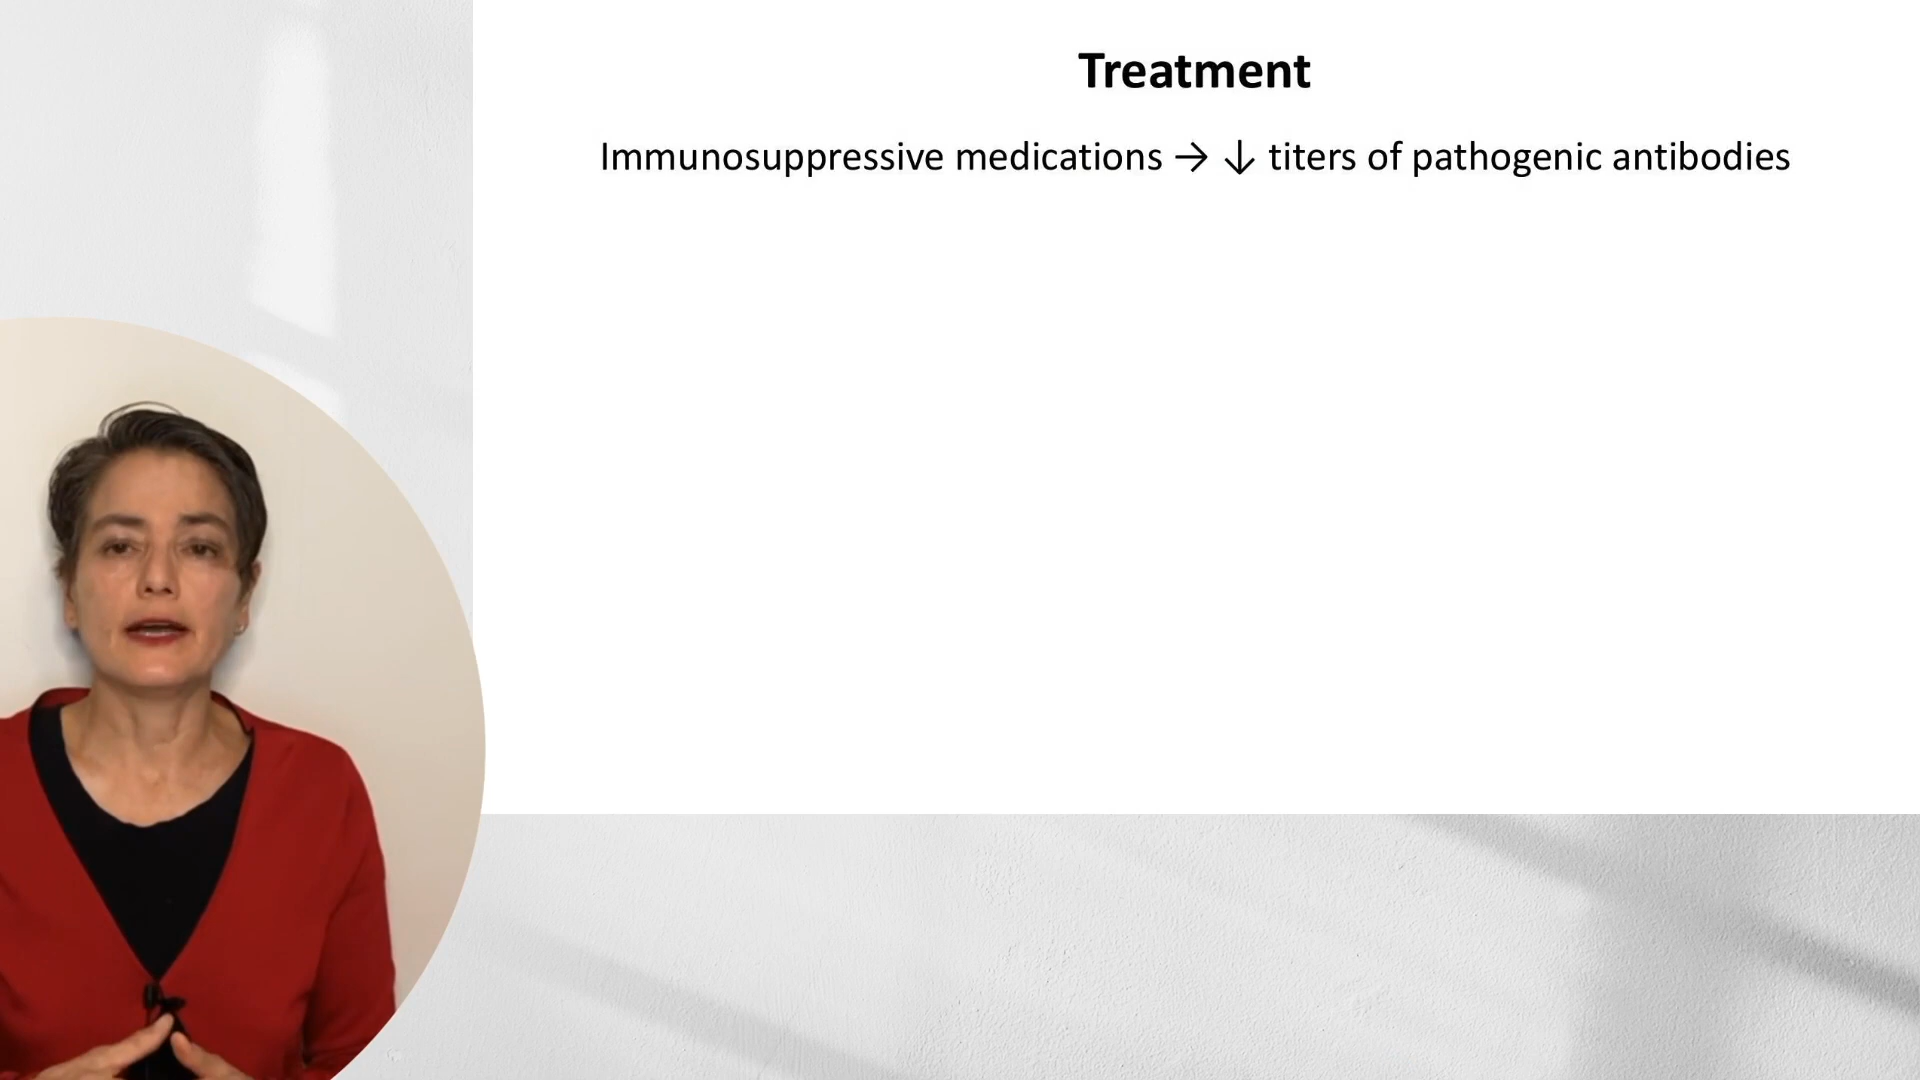 Treatment
Immunosuppressive medications → ↓ titers of pathogenic antibodies